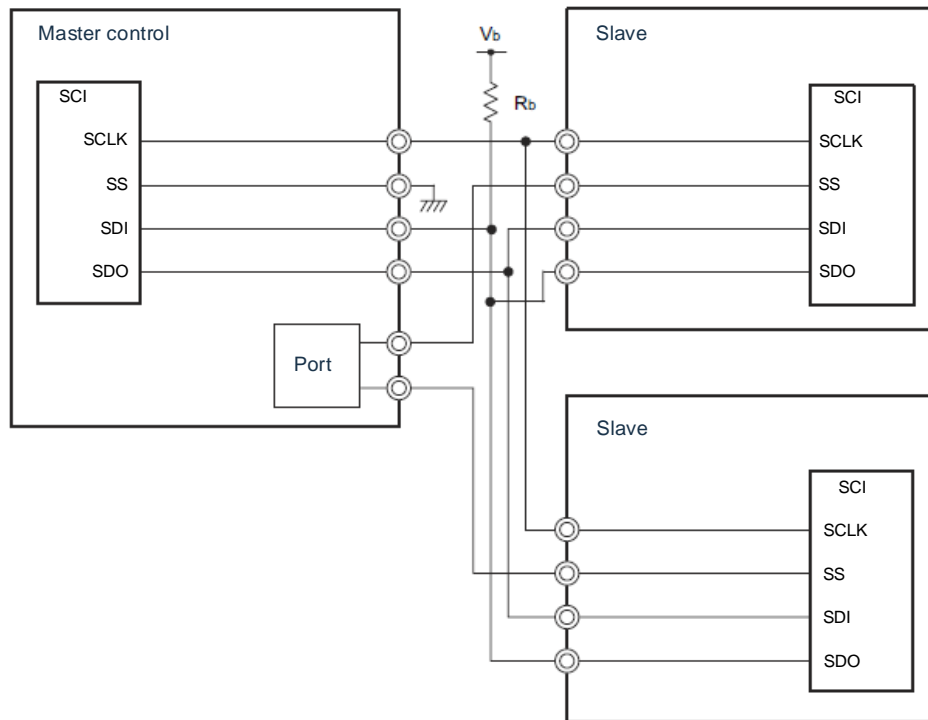 Master control
SCI
SCLK
SS
SDI
SDO
Port
Vb
Rb
Slave
SCI
SCLK
SS
SDI
SDO
Slave
SCI
SCLK
SS
SDI
SDO